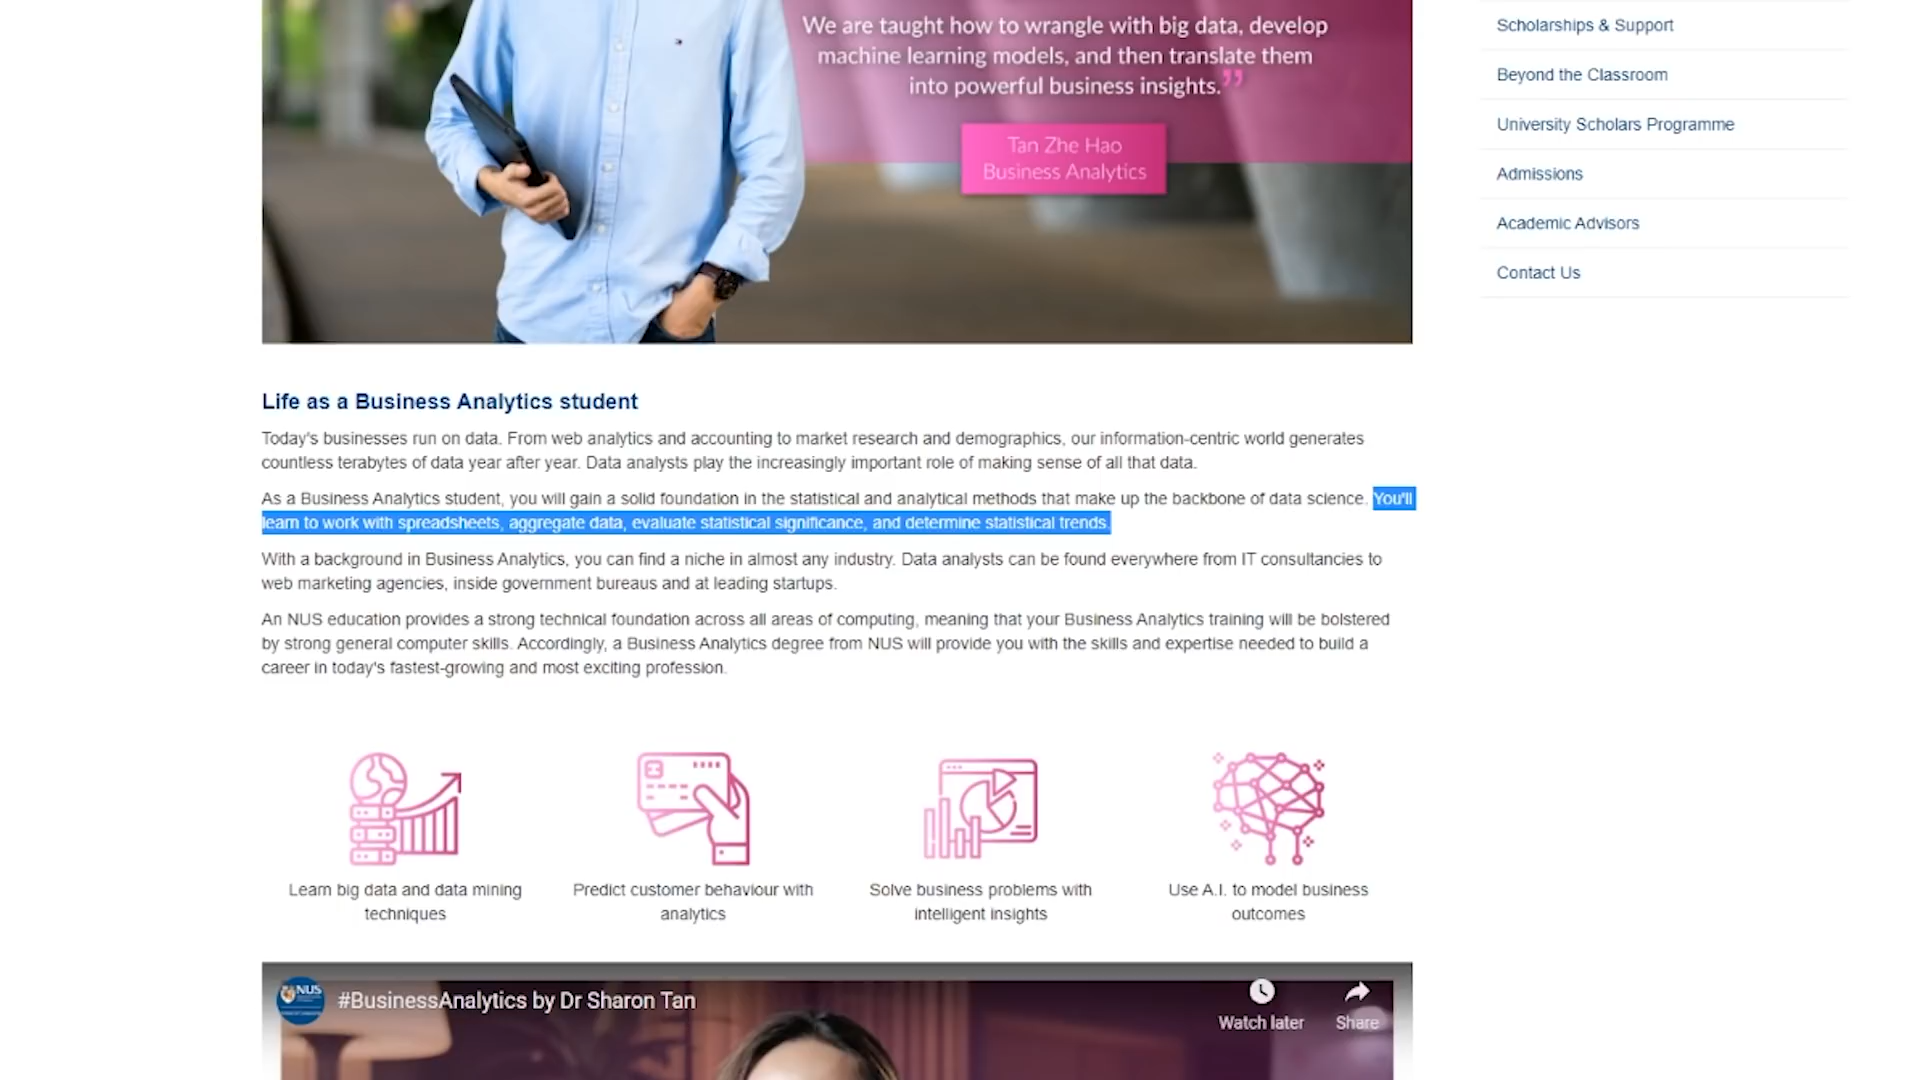 We are taught how to wrangle with big data, develop
machine learning models, and then translate them
into powerful business insights.”
Tan Zhe Hao
Business Analytics
Scholarships & Support
Beyond the Classroom
University Scholars Programme
Admissions
Academic Advisors
Contact Us
Life as a Business Analytics student
Today's businesses run on data. From web analytics and accounting to market research and demographics, our information-centric world generates
countless terabytes of data year after year. Data analysts play the increasingly important role of making sense of all that data.
As a Business Analytics student, you will gain a solid foundation in the statistical and analytical methods that make up the backbone of data science. You'll
learn to work with spreadsheets, aggregate data, evaluate statistical significance, and determine statistical trends.
With a background in Business Analytics, you can find a niche in almost any industry. Data analysts can be found everywhere from IT consultancies to
web marketing agencies, inside government bureaus and at leading startups.
An NUS education provides a strong technical foundation across all areas of computing, meaning that your Business Analytics training will be bolstered
by strong general computer skills. Accordingly, a Business Analytics degree from NUS will provide you with the skills and expertise needed to build a
career in today's fastest-growing and most exciting profession.
Learn big data and data mining
techniques
Predict customer behaviour with
analytics
Solve business problems with
intelligent insights
Use A.I. to model business
outcomes
NUS
#BusinessAnalytics by Dr Sharon Tan
Watch later
Share